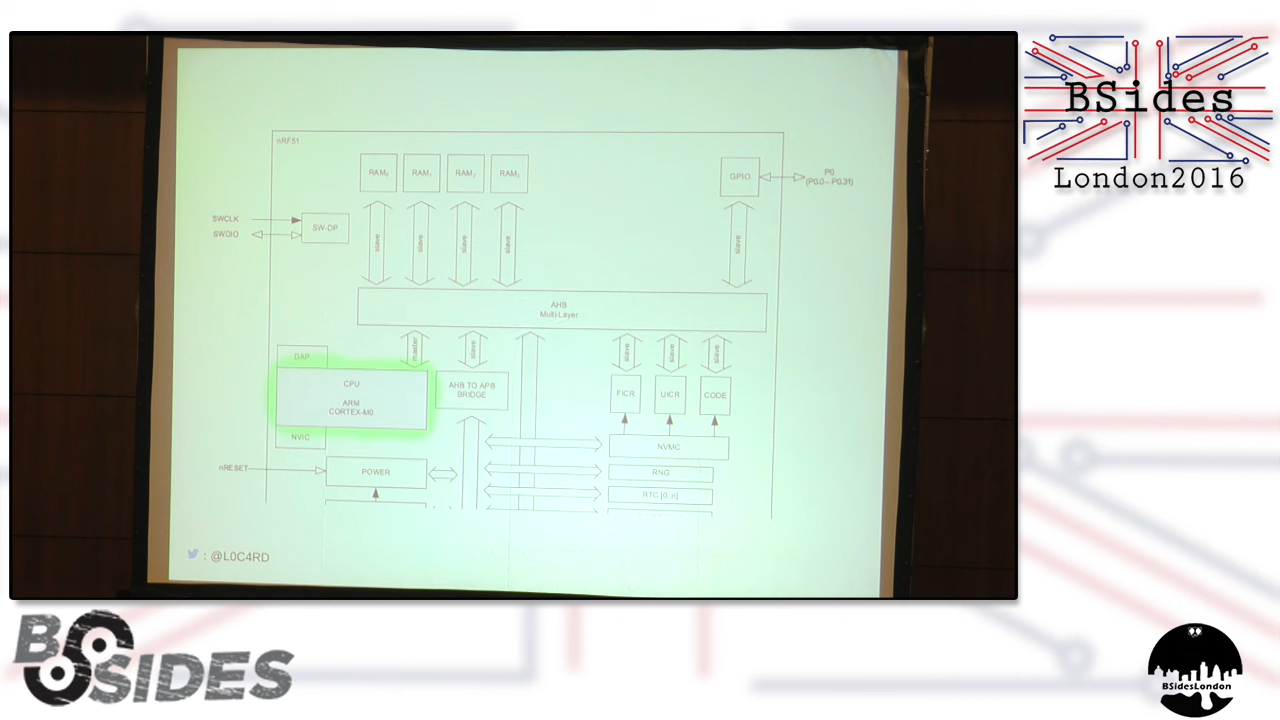 nRF51
RAM0
RAM1
RAM2
RAM3
GPIO
P0
(P0.0 – P0.31)
SWCLK
SWDIO
SW-DP
slave
slave
slave
slave
slave
AHB
Multi-Layer
master
slave
slave
slave
slave
DAP
CPU
ARM
CORTEX-M0
NVIC
AHB TO APB
BRIDGE
FICR
UICR
CODE
NVMC
nRESET
POWER
RNG
RTC [0..n]
: @L0C4RD
BSides
London2016
BSIDES
BSidesLondon